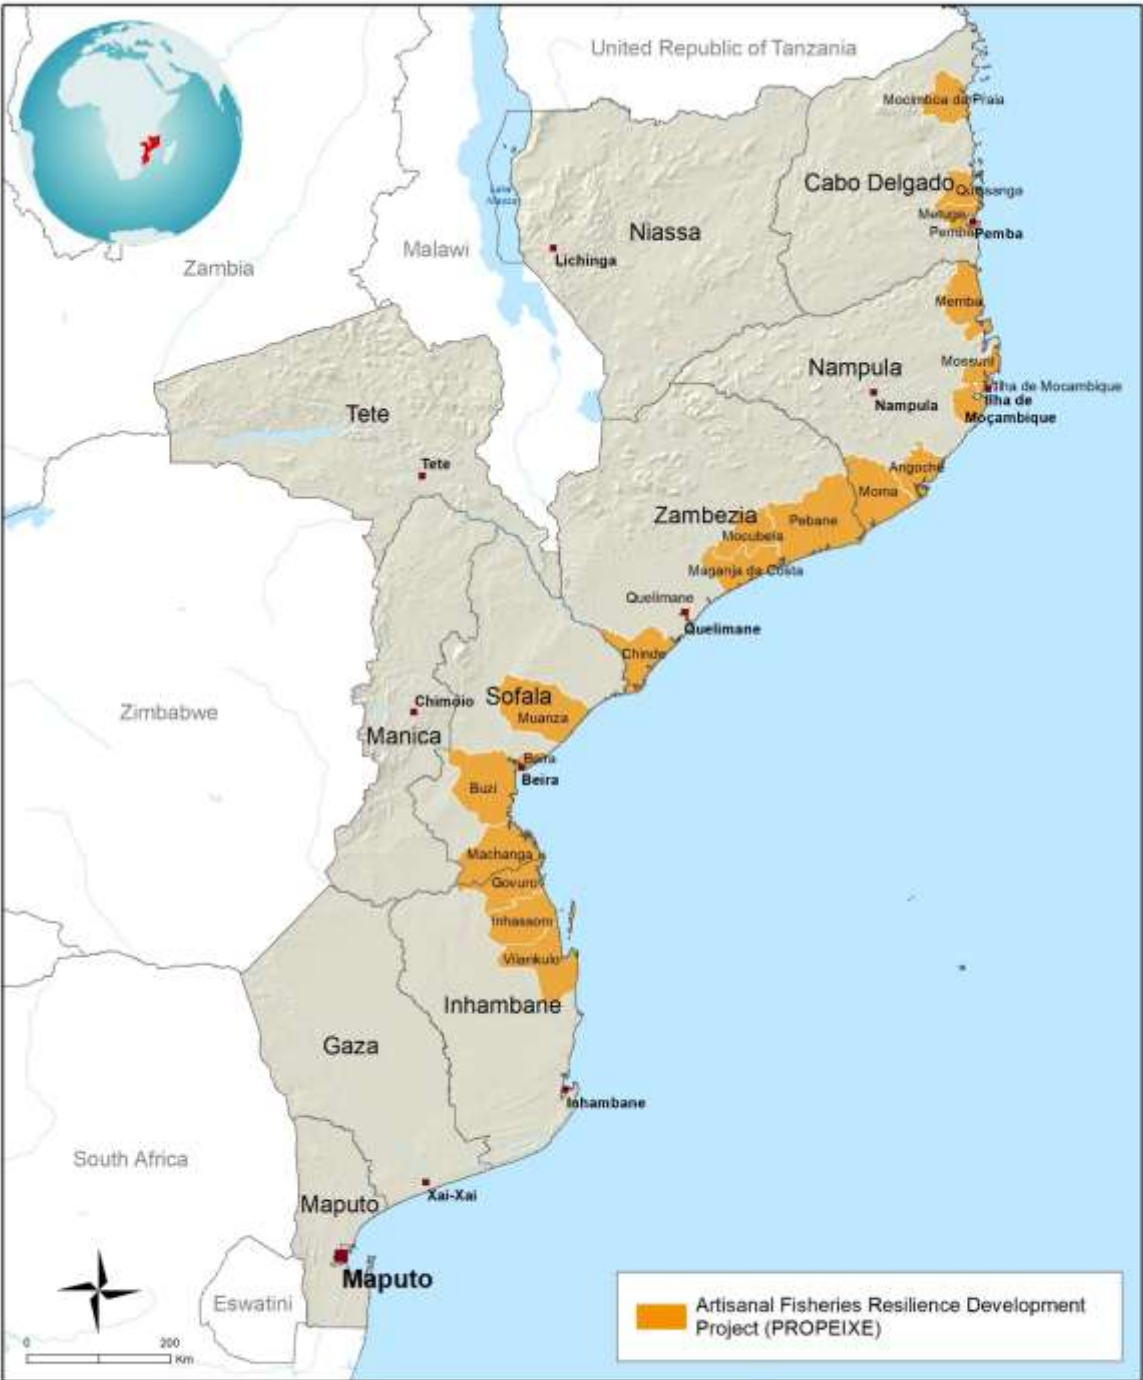 United Republic of Tanzania
Mocimboa da Praia
Cabo Delgado
Quissanga
Metuge
Pemba
Pemba
Niassa
Malawi
Lichinga
Zambia
Memba
Nampula
Mossuril
Ilha de Mocambique
Ilha de
Moçambique
Nampula
Tete
Tete
Angoche
Moma
Zambezia
Pebane
Mocubela
Maganja da Costa
Quelimane
Quelimane
Chinde
Sofala
Muanza
Chimoio
Zimbabwe
Manica
Beira
Beira
Buzi
Machanga
Govuro
Inhassoro
Vilankulo
Inhambane
Gaza
Inhambane
South Africa
Xai-Xai
Maputo
Maputo
Eswatini
Artisanal Fisheries Resilience Development
Project (PROPEIXE)
0 200
Km